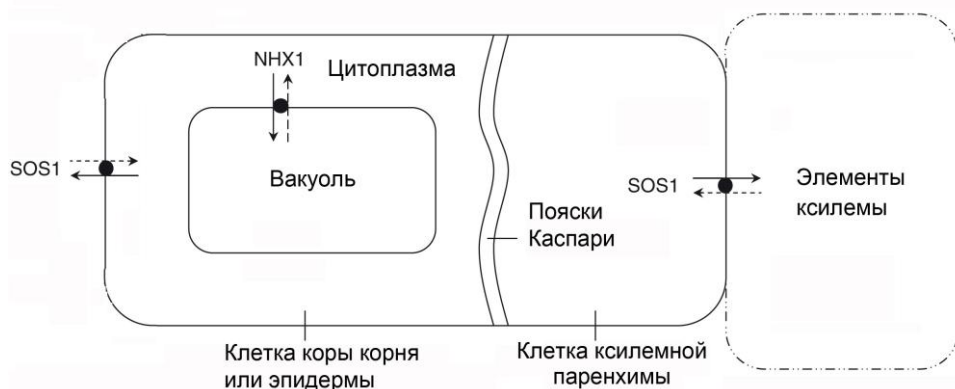 NHX1
Цитоплазма
SOS1
Вакуоль
SOS1
Элементы
ксилемы
Пояски
Каспари
Клетка коры корня
или эпидермы
Клетка ксилемной
паренхимы